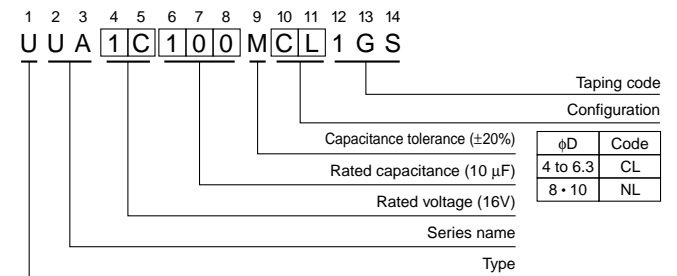 1 2 3 4 5 6 7 8 9 10 11 12 13 14
U U A 1 C 1 0 0 M C L 1 G S
Taping code
Configuration
Capacitance tolerance (±20%)
Rated capacitance (10 µF)
Rated voltage (16V)
Series name
Type
ϕD Code
4 to 6.3 CL
8 • 10 NL